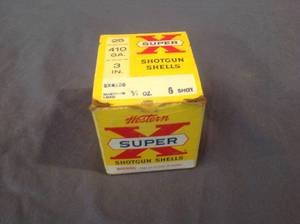 25
410
GA.
3
IN.
SUPER X
SHOTGUN SHELLS
OZ.
6 SHOT
Western
SUPER X
SHOTGUN SHELLS